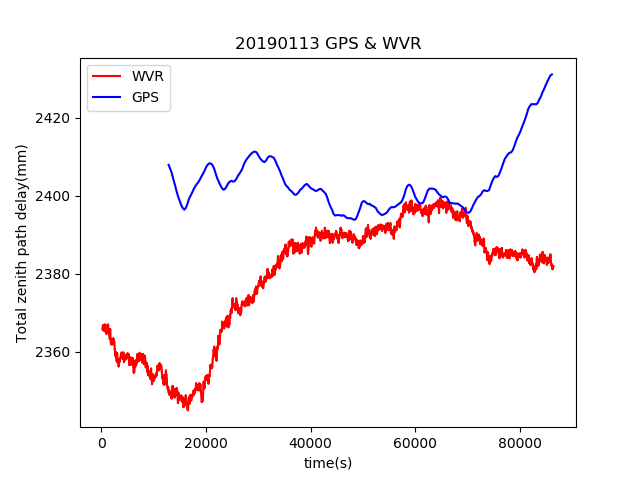 20190113 GPS & WVR
WVR
GPS
Total zenith path delay(mm)
2420
2400
2380
2360
0 20000 40000 60000 80000
time(s)